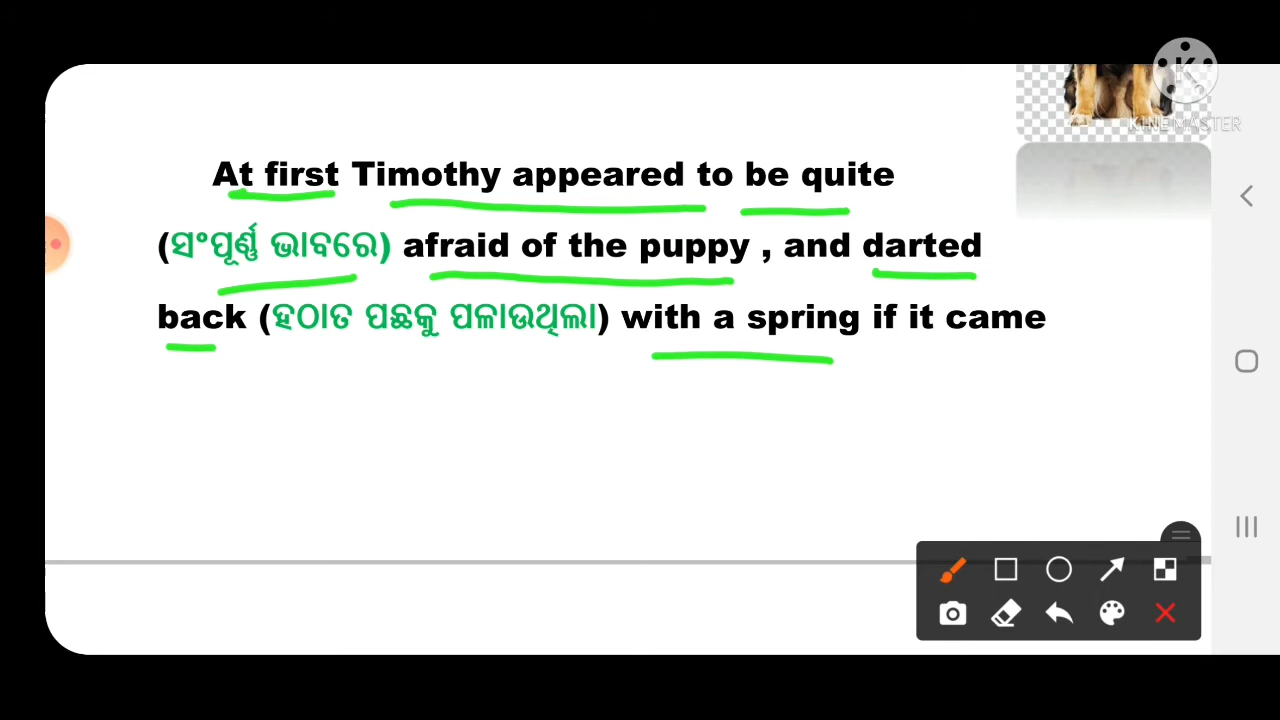 KINEMASTER
At first Timothy appeared to be quite
(ସଂପୂର୍ଣ୍ଣ ଭାବରେ) afraid of the puppy , and darted
back (ହଠାତ ପଛକୁ ପଳାଉଥିଲା) with a spring if it came